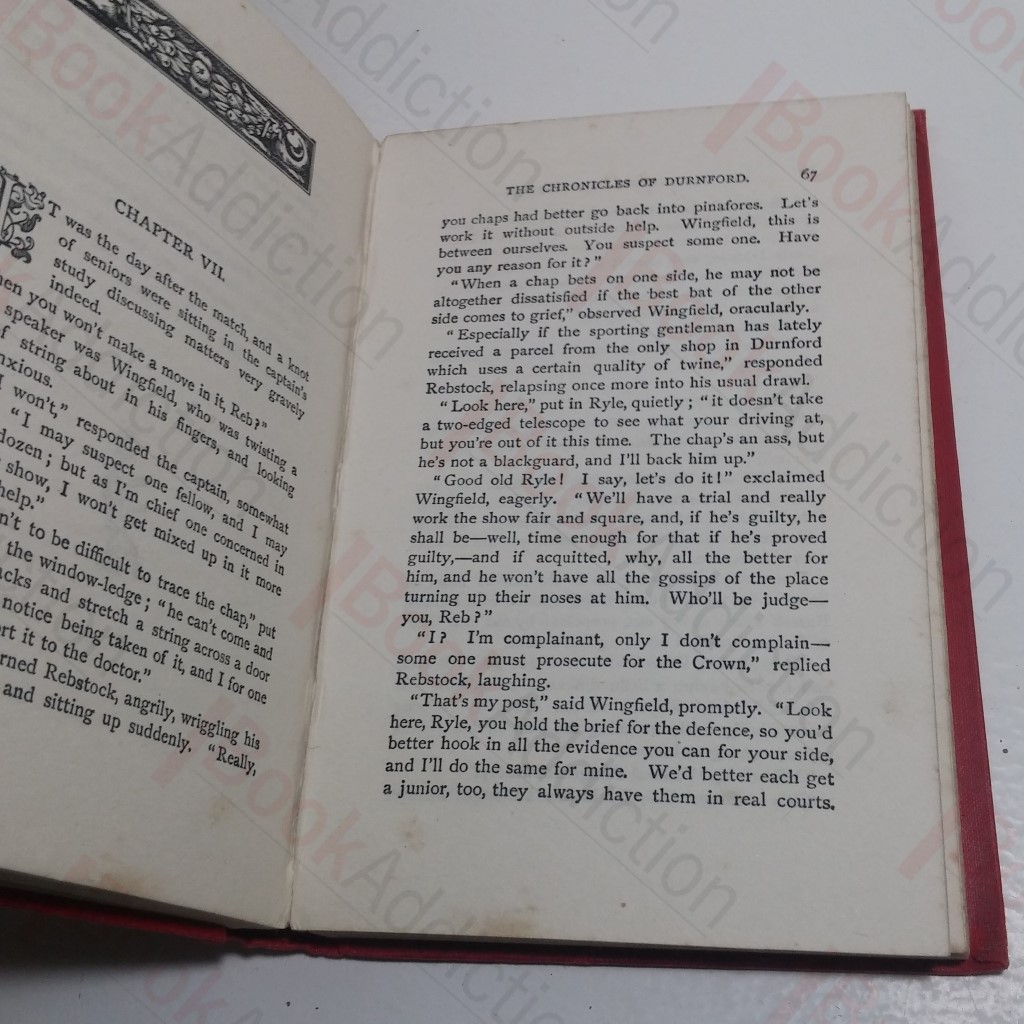 CHAPTER VII.
IT was the day after the match, and a knot
of seniors were sitting in the captain's
study discussing matters very gravely
indeed.
you won't make a move in it, Reb?"
speaker was Wingfield, who was twisting a
string about in his fingers, and looking
I won't," responded the captain, somewhat
"I may suspect one fellow, and I may
dozen; but as I'm chief one concerned in
show, I won't get mixed up in it more
help."
to be difficult to trace the chap," put
the window-ledge; "he can't come and
and stretch a string across a door
notice being taken of it, and I for one
it to the doctor."
Rebstock, angrily, wriggling his
and sitting up suddenly. "Really,
THE CHRONICLES OF DURNFORD. 67
you chaps had better go back into pinafores. Let's
work it without outside help. Wingfield, this is
between ourselves. You suspect some one. Have
you any reason for it?"
"When a chap bets on one side, he may not be
altogether dissatisfied if the best bat of the other
side comes to grief," observed Wingfield, oracularly.
"Especially if the sporting gentleman has lately
received a parcel from the only shop in Durnford
which uses a certain quality of twine," responded
Rebstock, relapsing once more into his usual drawl.
"Look here," put in Ryle, quietly; "it doesn't take
a two-edged telescope to see what your driving at,
but you're out of it this time. The chap's an ass, but
he's not a blackguard, and I'll back him up."
"Good old Ryle! I say, let's do it!" exclaimed
Wingfield, eagerly. "We'll have a trial and really
work the show fair and square, and, if he's guilty, he
shall be—well, time enough for that if he's proved
guilty,—and if acquitted, why, all the better for
him, and he won't have all the gossips of the place
turning up their noses at him. Who'll be judge—
you, Reb?"
"I? I'm complainant, only I don't complain—
some one must prosecute for the Crown," replied
Rebstock, laughing.
"That's my post," said Wingfield, promptly. "Look
here, Ryle, you hold the brief for the defence, so you'd
better hook in all the evidence you can for your side,
and I'll do the same for mine. We'd better each get
a junior, too, they always have them in real courts.
BookAddiction